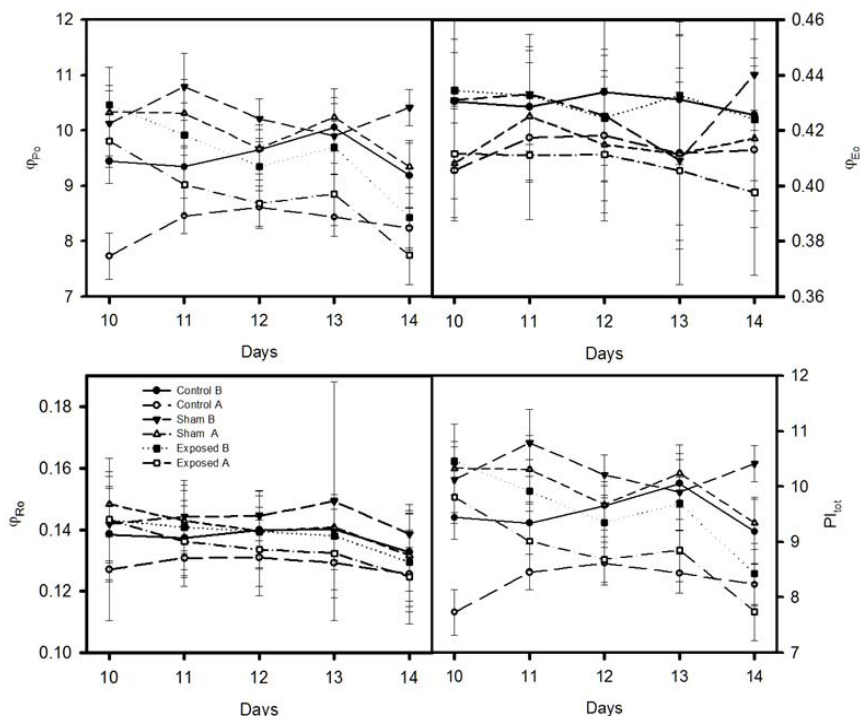 12
11
10
9
8
7
φPo
10 11 12 13 14
Days
0.46
0.44
0.42
0.40
0.38
0.36
φEo
10 11 12 13 14
Days
0.18
0.16
0.14
0.12
0.10
φRo
Control B
Control A
Sham B
Sham A
Exposed B
Exposed A
10 11 12 13 14
Days
12
11
10
9
8
7
PItot
10 11 12 13 14
Days